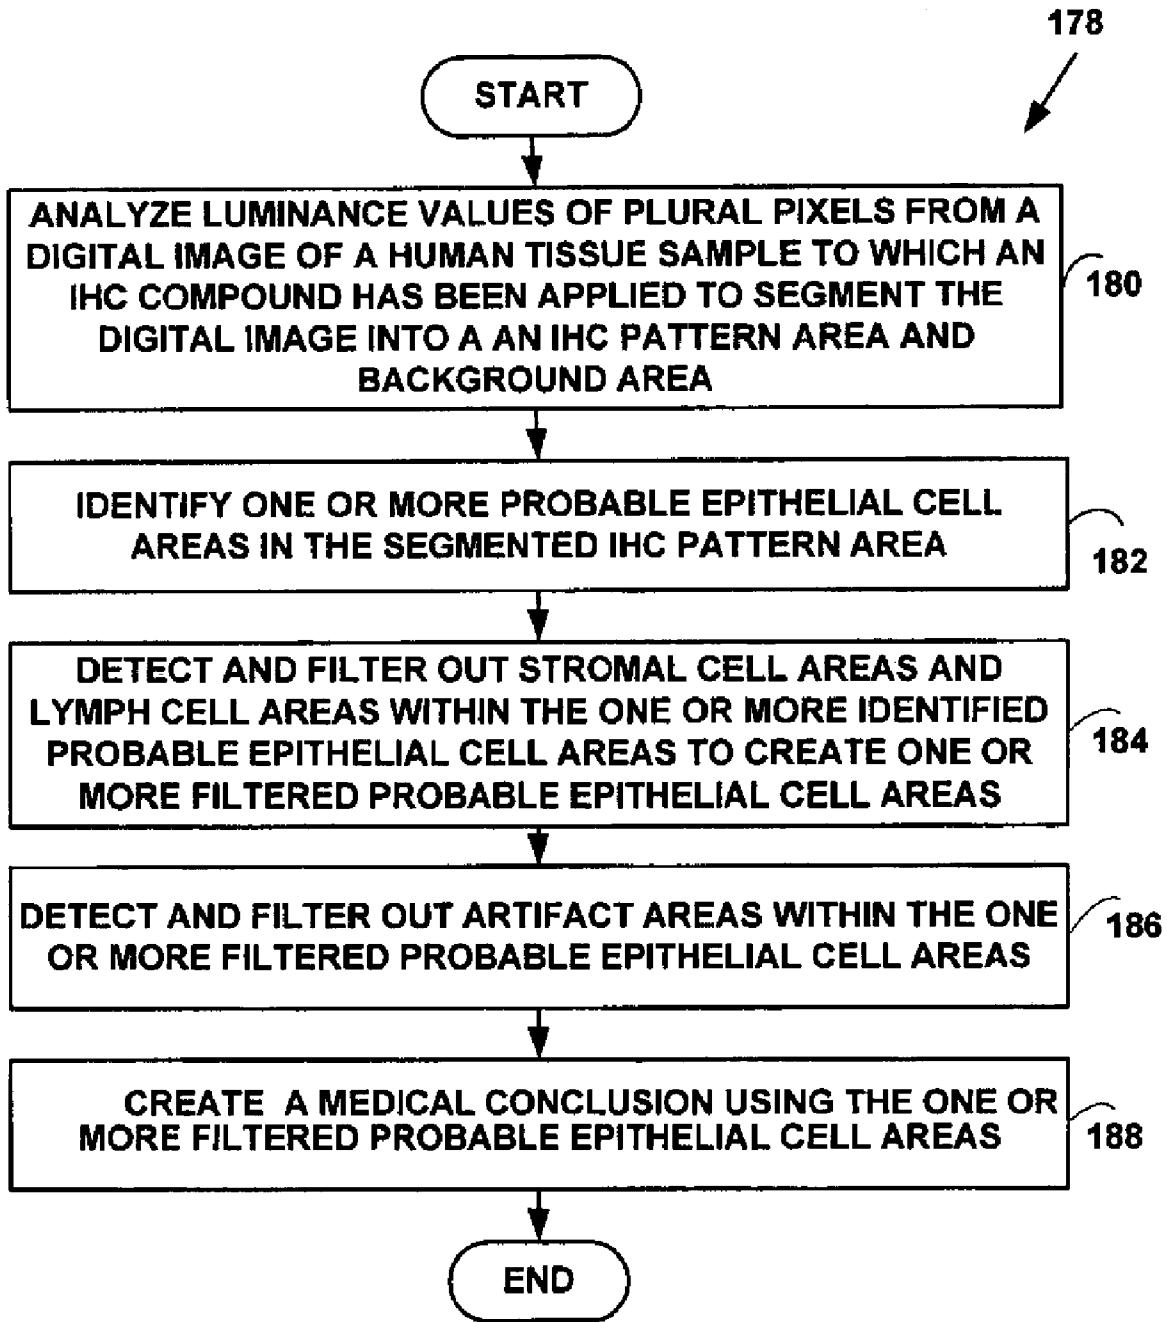 178
START
ANALYZE LUMINANCE VALUES OF PLURAL PIXELS FROM A
DIGITAL IMAGE OF A HUMAN TISSUE SAMPLE TO WHICH AN
IHC COMPOUND HAS BEEN APPLIED TO SEGMENT THE
DIGITAL IMAGE INTO A AN IHC PATTERN AREA AND
BACKGROUND AREA
180
IDENTIFY ONE OR MORE PROBABLE EPITHELIAL CELL
AREAS IN THE SEGMENTED IHC PATTERN AREA
182
DETECT AND FILTER OUT STROMAL CELL AREAS AND
LYMPH CELL AREAS WITHIN THE ONE OR MORE IDENTIFIED
PROBABLE EPITHELIAL CELL AREAS TO CREATE ONE OR
MORE FILTERED PROBABLE EPITHELIAL CELL AREAS
184
DETECT AND FILTER OUT ARTIFACT AREAS WITHIN THE ONE
OR MORE FILTERED PROBABLE EPITHELIAL CELL AREAS
186
CREATE A MEDICAL CONCLUSION USING THE ONE OR
MORE FILTERED PROBABLE EPITHELIAL CELL AREAS
188
END